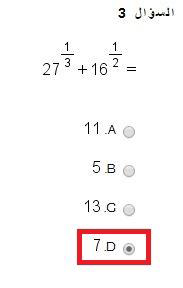 السؤال 3
27^{1/3} + 16^{1/2} =
11 .A
5 .B
13 .C
7 .D